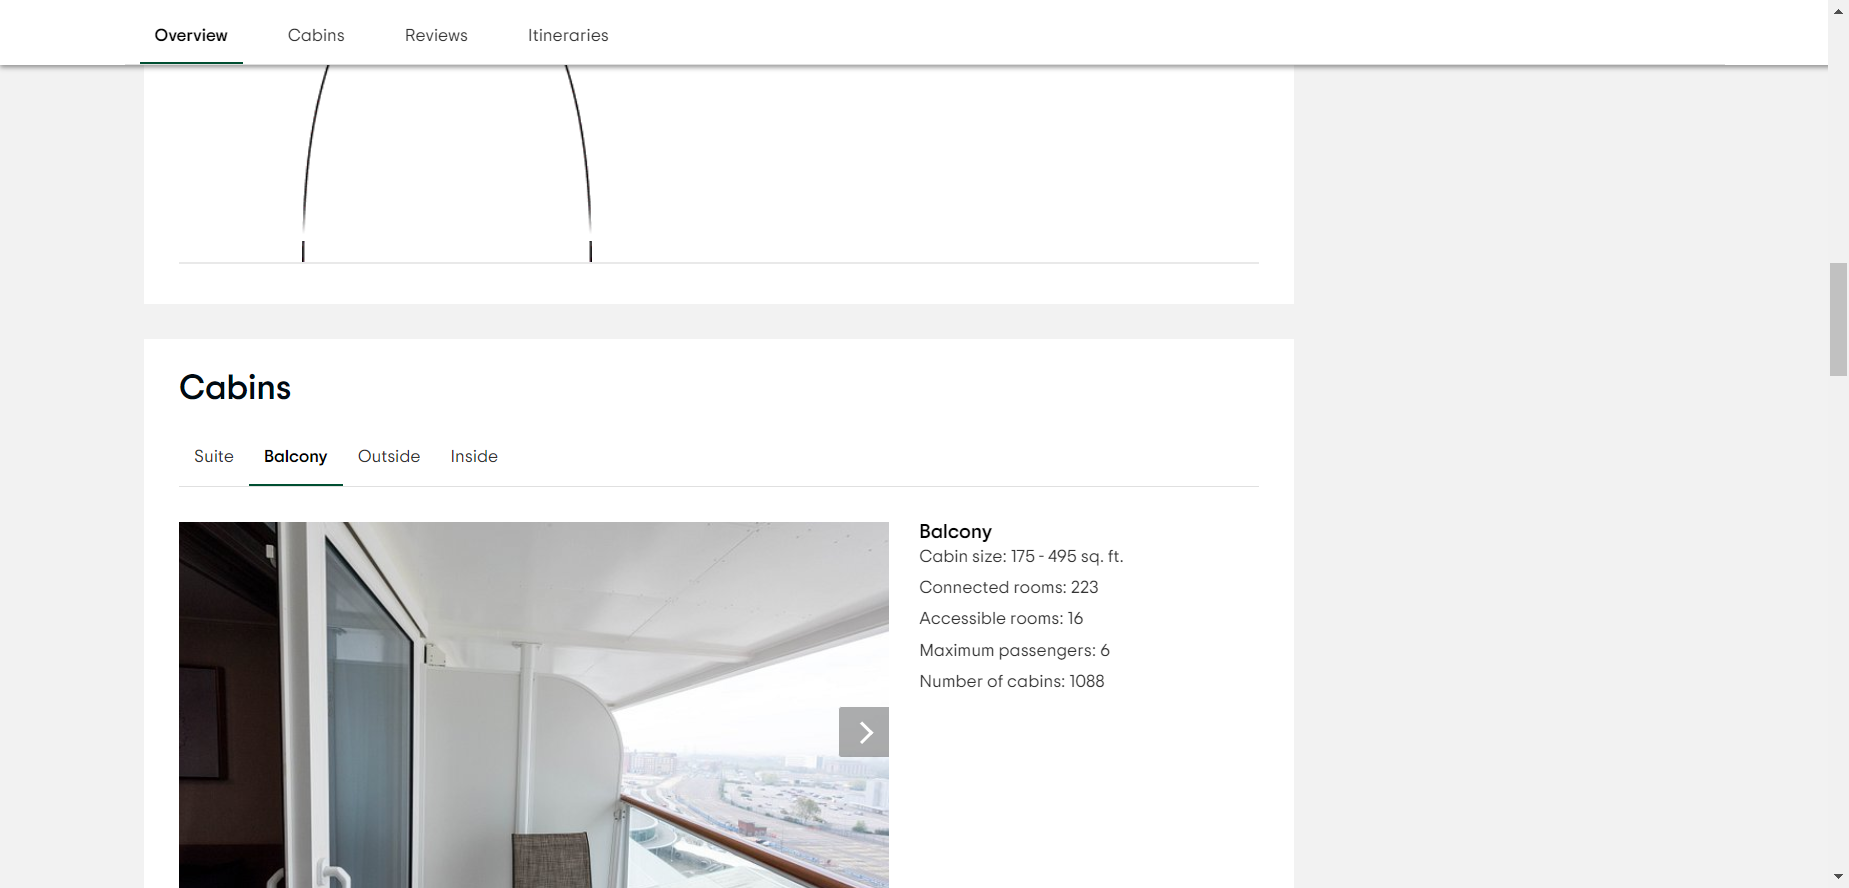 Overview Cabins Reviews Itineraries
Cabins
Suite Balcony Outside Inside
Balcony
Cabin size: 175 - 495 sq. ft.
Connected rooms: 223
Accessible rooms: 16
Maximum passengers: 6
Number of cabins: 1088